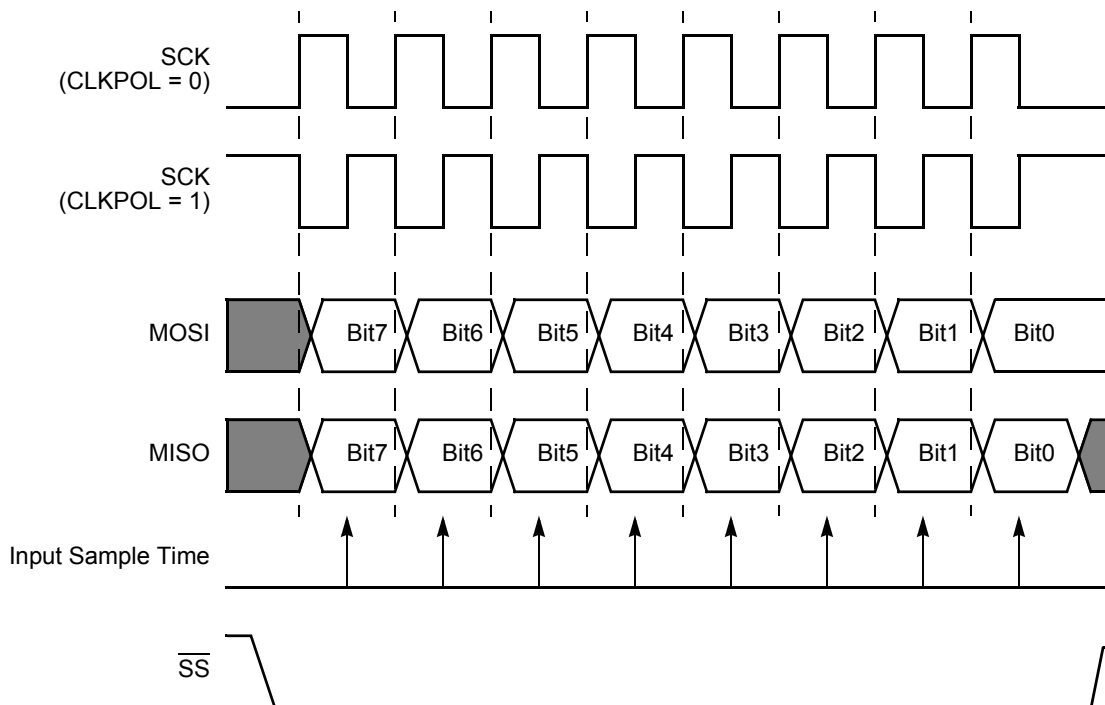 SCK
(CLKPOL = 0)
SCK
(CLKPOL = 1)
MOSI
Bit7 Bit6 Bit5 Bit4 Bit3 Bit2 Bit1 Bit0
MISO
Bit7 Bit6 Bit5 Bit4 Bit3 Bit2 Bit1 Bit0
Input Sample Time
SS